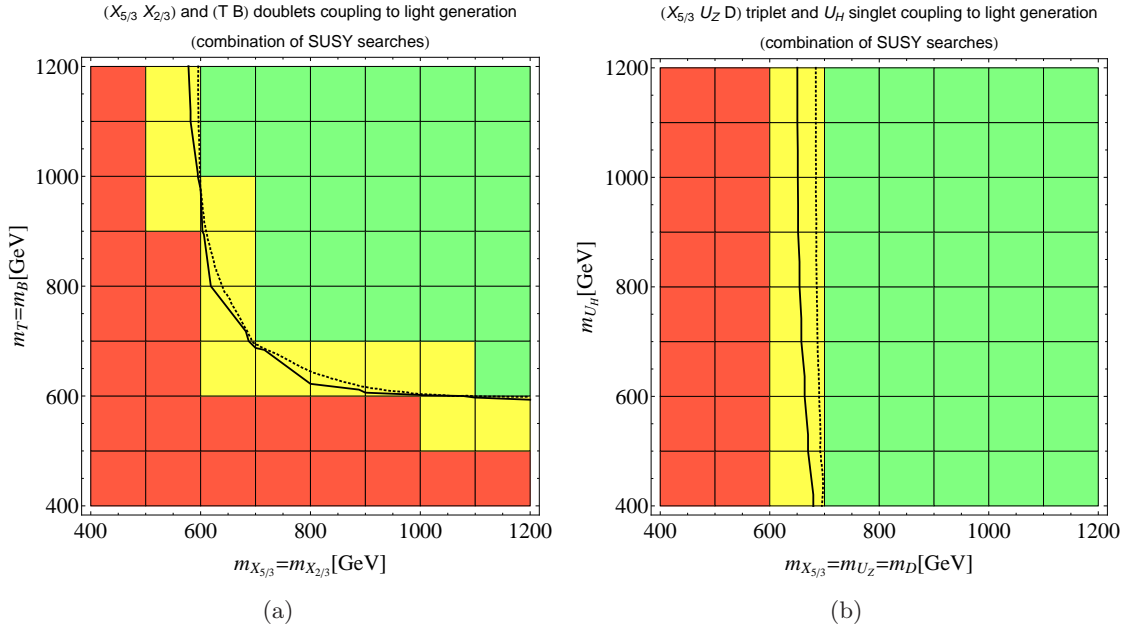 (X5/3 X2/3) and (T B) doublets coupling to light generation
(combination of SUSY searches)
1200
1000
800
600
400
mT=mB[GeV]
400 600 800 1000 1200
mX5/3=mX2/3[GeV]
(a)
(X5/3 UZ D) triplet and UH singlet coupling to light generation
(combination of SUSY searches)
1200
1000
800
600
400
mUH[GeV]
400 600 800 1000 1200
mX5/3=mUZ=mD[GeV]
(b)